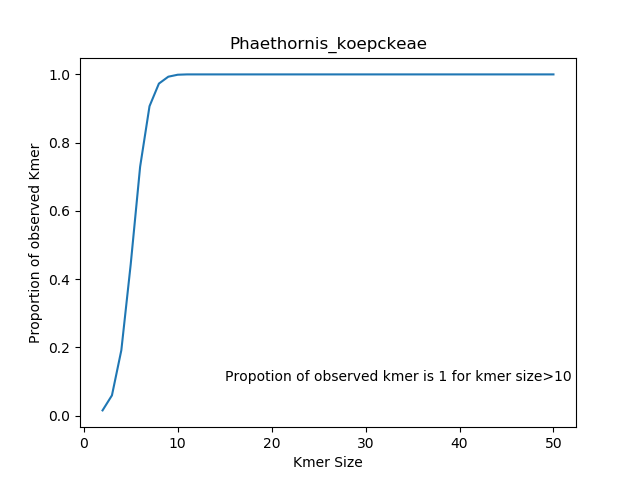 Phaethornis_koepckeae
Proportion of observed Kmer
1.0
0.8
0.6
0.4
0.2
0.0
Propotion of observed kmer is 1 for kmer size>10
0 10 20 30 40 50
Kmer Size